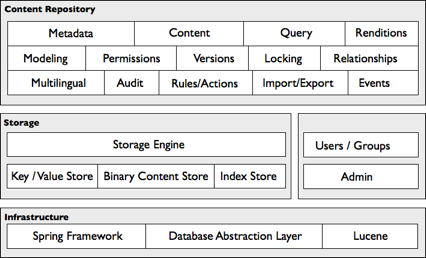 Content Repository
Metadata Content Query Renditions
Modeling Permissions Versions Locking Relationships
Multilingual Audit Rules/Actions Import/Export Events
Storage
Storage Engine
Key / Value Store Binary Content Store Index Store
Users / Groups
Admin
Infrastructure
Spring Framework Database Abstraction Layer Lucene